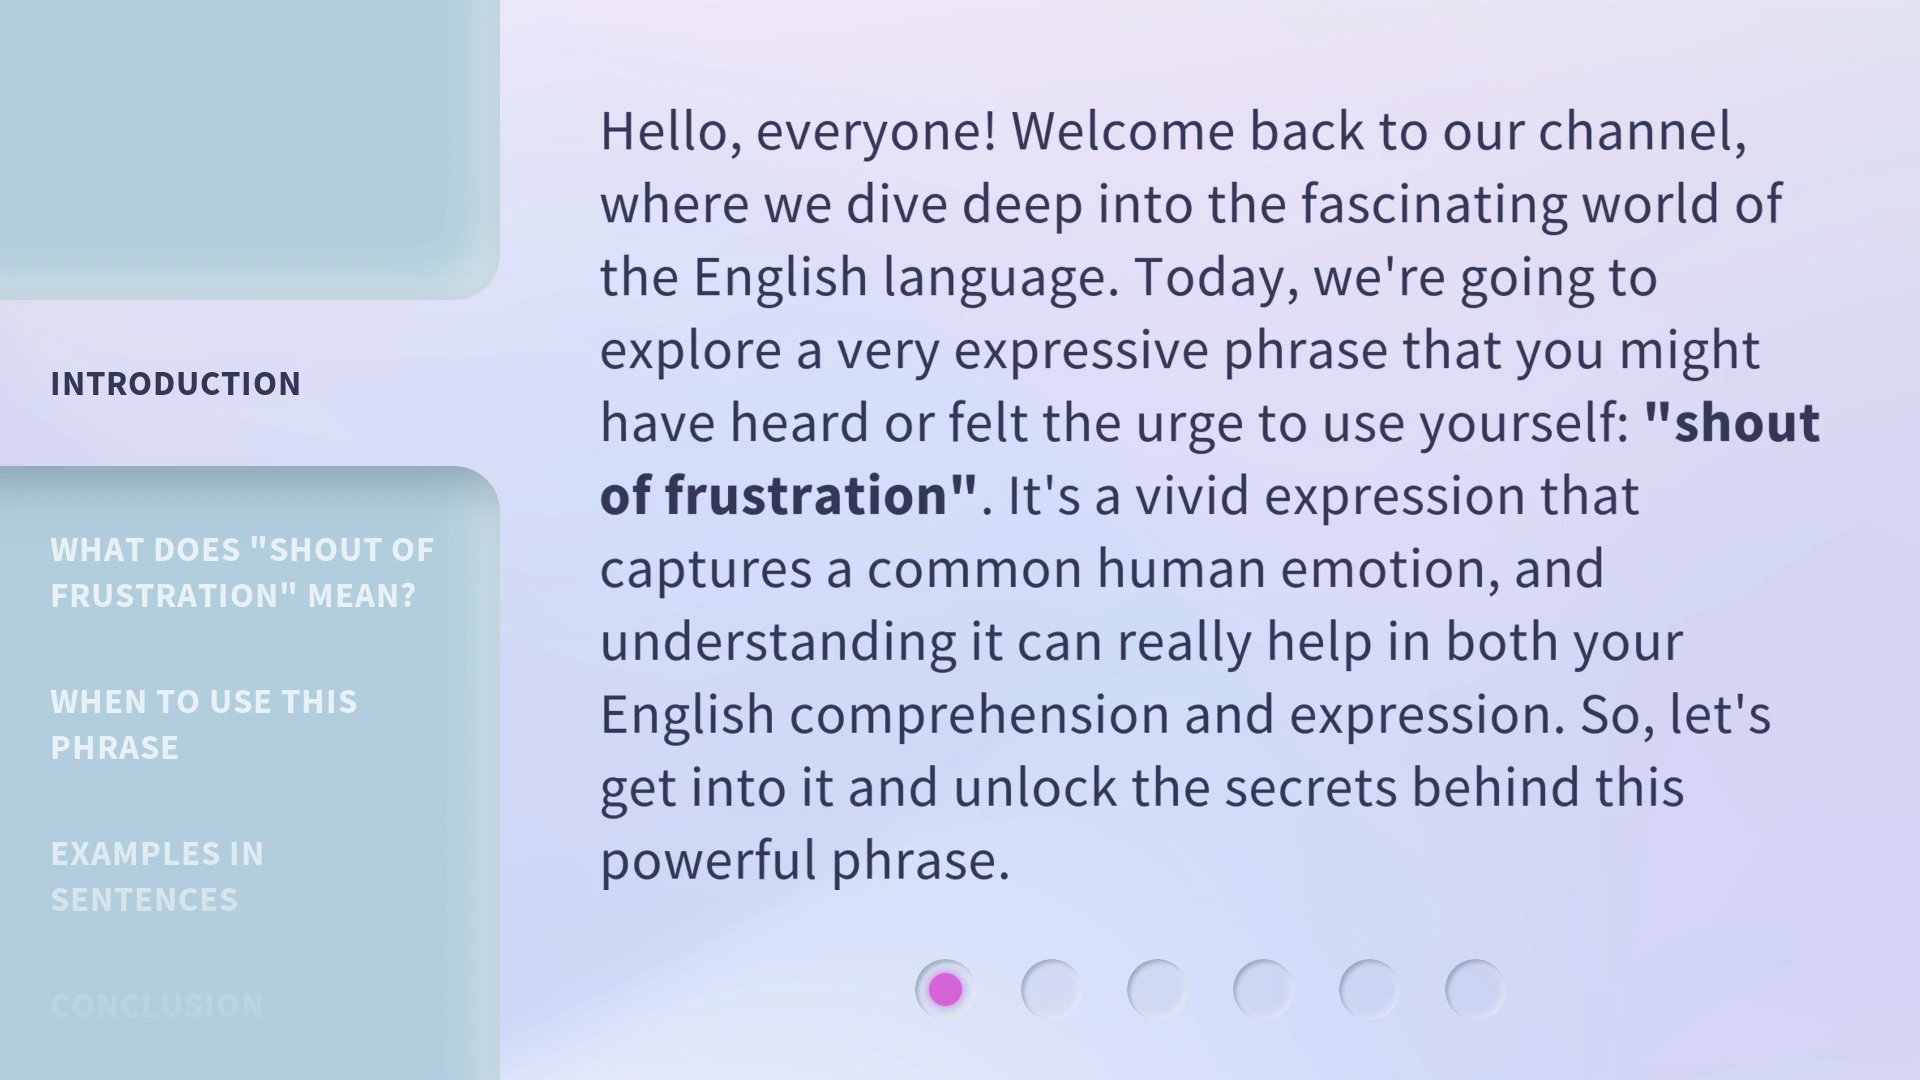 INTRODUCTION
WHAT DOES "SHOUT OF
FRUSTRATION" MEAN?
WHEN TO USE THIS
PHRASE
EXAMPLES IN
SENTENCES
CONCLUSION
Hello, everyone! Welcome back to our channel,
where we dive deep into the fascinating world of
the English language. Today, we're going to
explore a very expressive phrase that you might
have heard or felt the urge to use yourself: "shout
of frustration". It's a vivid expression that
captures a common human emotion, and
understanding it can really help in both your
English comprehension and expression. So, let's
get into it and unlock the secrets behind this
powerful phrase.